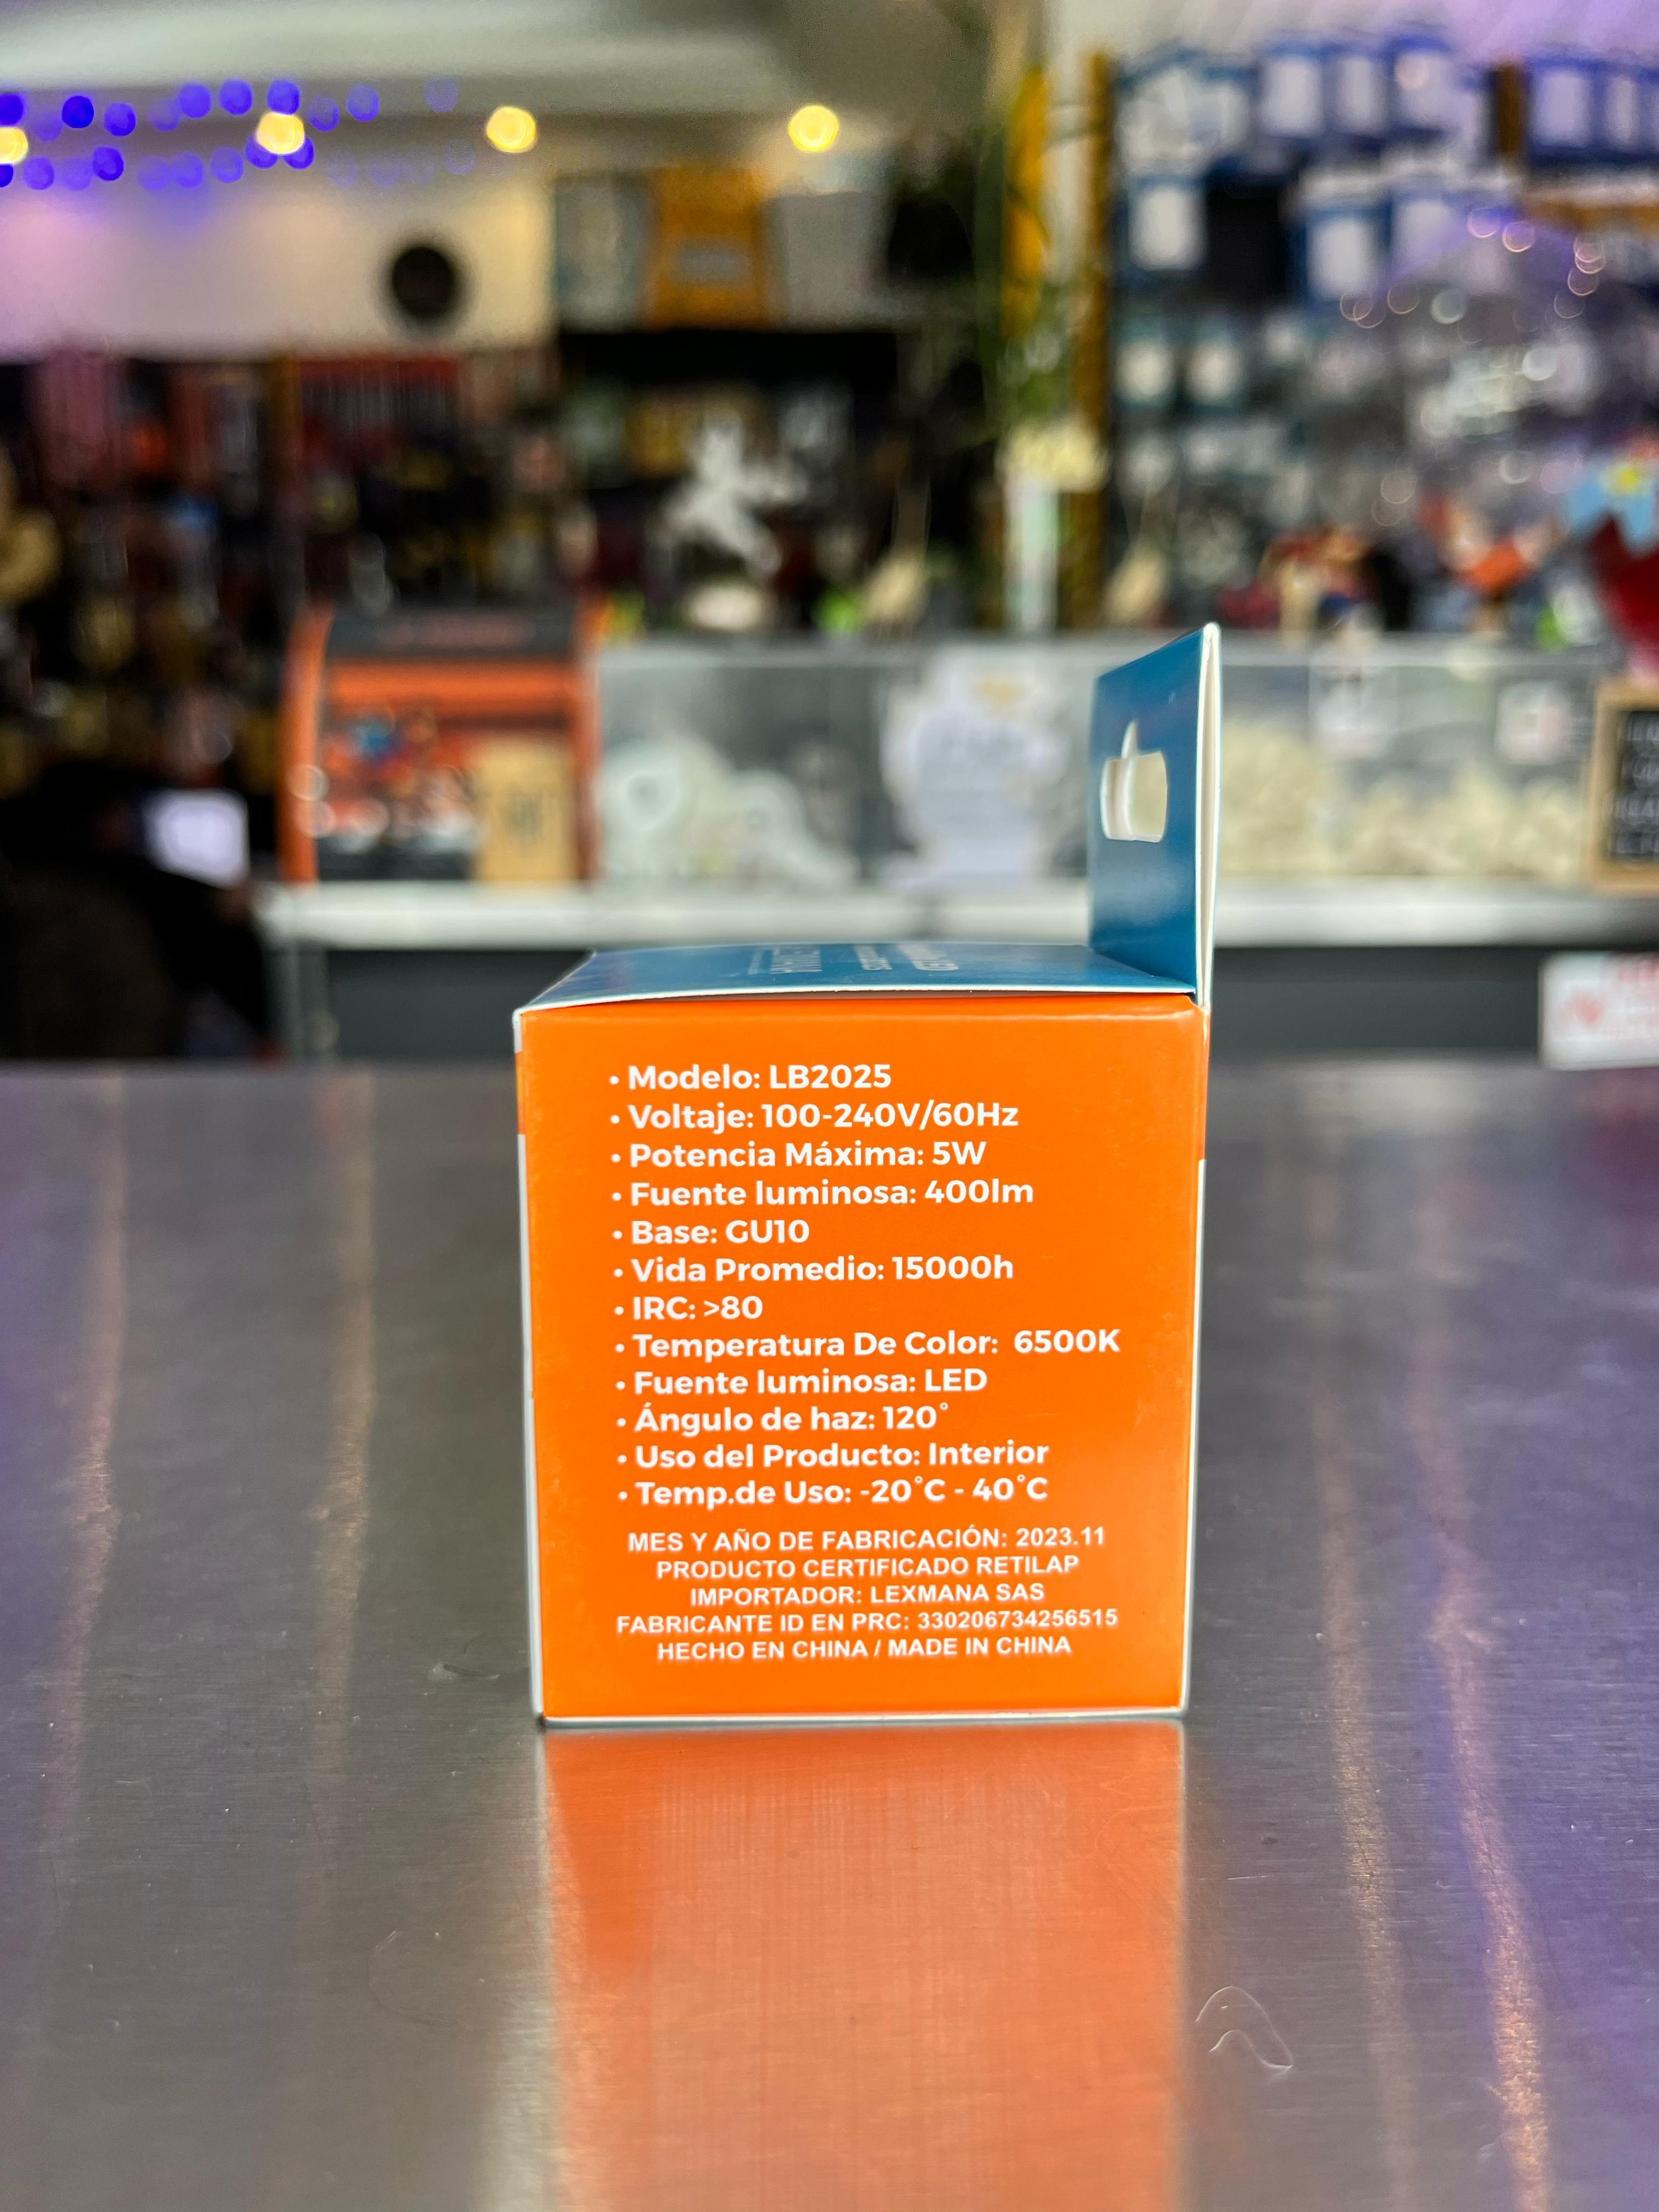 • Modelo: LB2025
• Voltaje: 100-240V/60Hz
• Potencia Máxima: 5W
• Fuente luminosa: 400lm
• Base: GU10
• Vida Promedio: 15000h
• IRC: >80
• Temperatura De Color: 6500K
• Fuente luminosa: LED
• Ángulo de haz: 120°
• Uso del Producto: Interior
• Temp.de Uso: -20°C - 40°C
MES Y AÑO DE FABRICACIÓN: 2023.11
PRODUCTO CERTIFICADO RETILAP
IMPORTADOR: LEXMANA SAS
FABRICANTE ID EN PRC: 330206734256515
HECHO EN CHINA / MADE IN CHINA